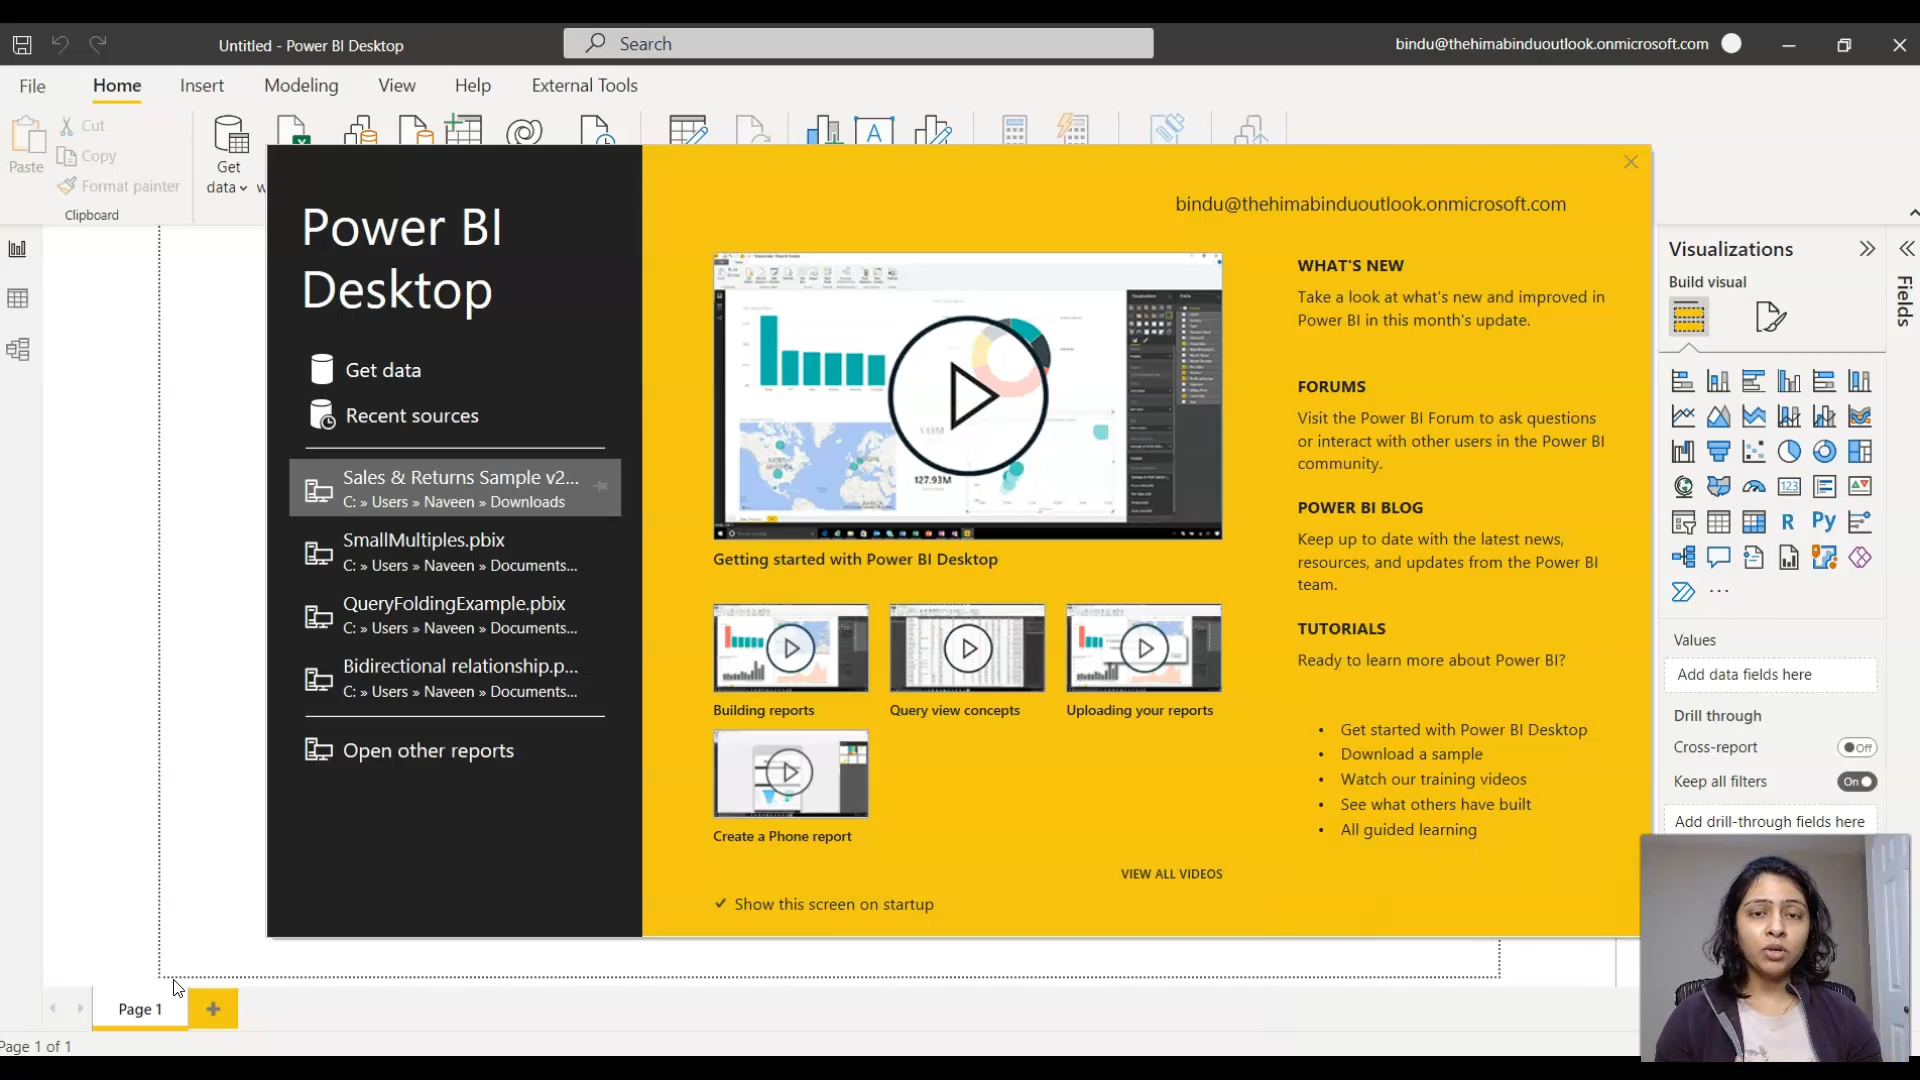 Untitled - Power BI Desktop
Search
bindu@thehimabinduoutlook.onmicrosoft.com
File
Home
Insert
Modeling
View
Help
External Tools
Paste
Cut
Copy
Format painter
Clipboard
Get
data
w
Power BI
Desktop
Get data
Recent sources
Sales & Returns Sample v2...
C: » Users » Naveen » Downloads
SmallMultiples.pbix
C: » Users » Naveen » Documents...
QueryFoldingExample.pbix
C: » Users » Naveen » Documents...
Bidirectional relationship.p...
C: » Users » Naveen » Documents...
Open other reports
bindu@thehimabinduoutlook.onmicrosoft.com
127.93M
Getting started with Power BI Desktop
Building reports
Query view concepts
Uploading your reports
Create a Phone report
VIEW ALL VIDEOS
Show this screen on startup
WHAT'S NEW
Take a look at what's new and improved in
Power BI in this month's update.
FORUMS
Visit the Power BI Forum to ask questions
or interact with other users in the Power BI
community.
POWER BI BLOG
Keep up to date with the latest news,
resources, and updates from the Power BI
team.
TUTORIALS
Ready to learn more about Power BI?
• Get started with Power BI Desktop
• Download a sample
• Watch our training videos
• See what others have built
• All guided learning
Visualizations
Build visual
123
R
Py
Values
Add data fields here
Drill through
Cross-report
Off
Keep all filters
On
Add drill-through fields here
Fields
Page 1
Page 1 of 1